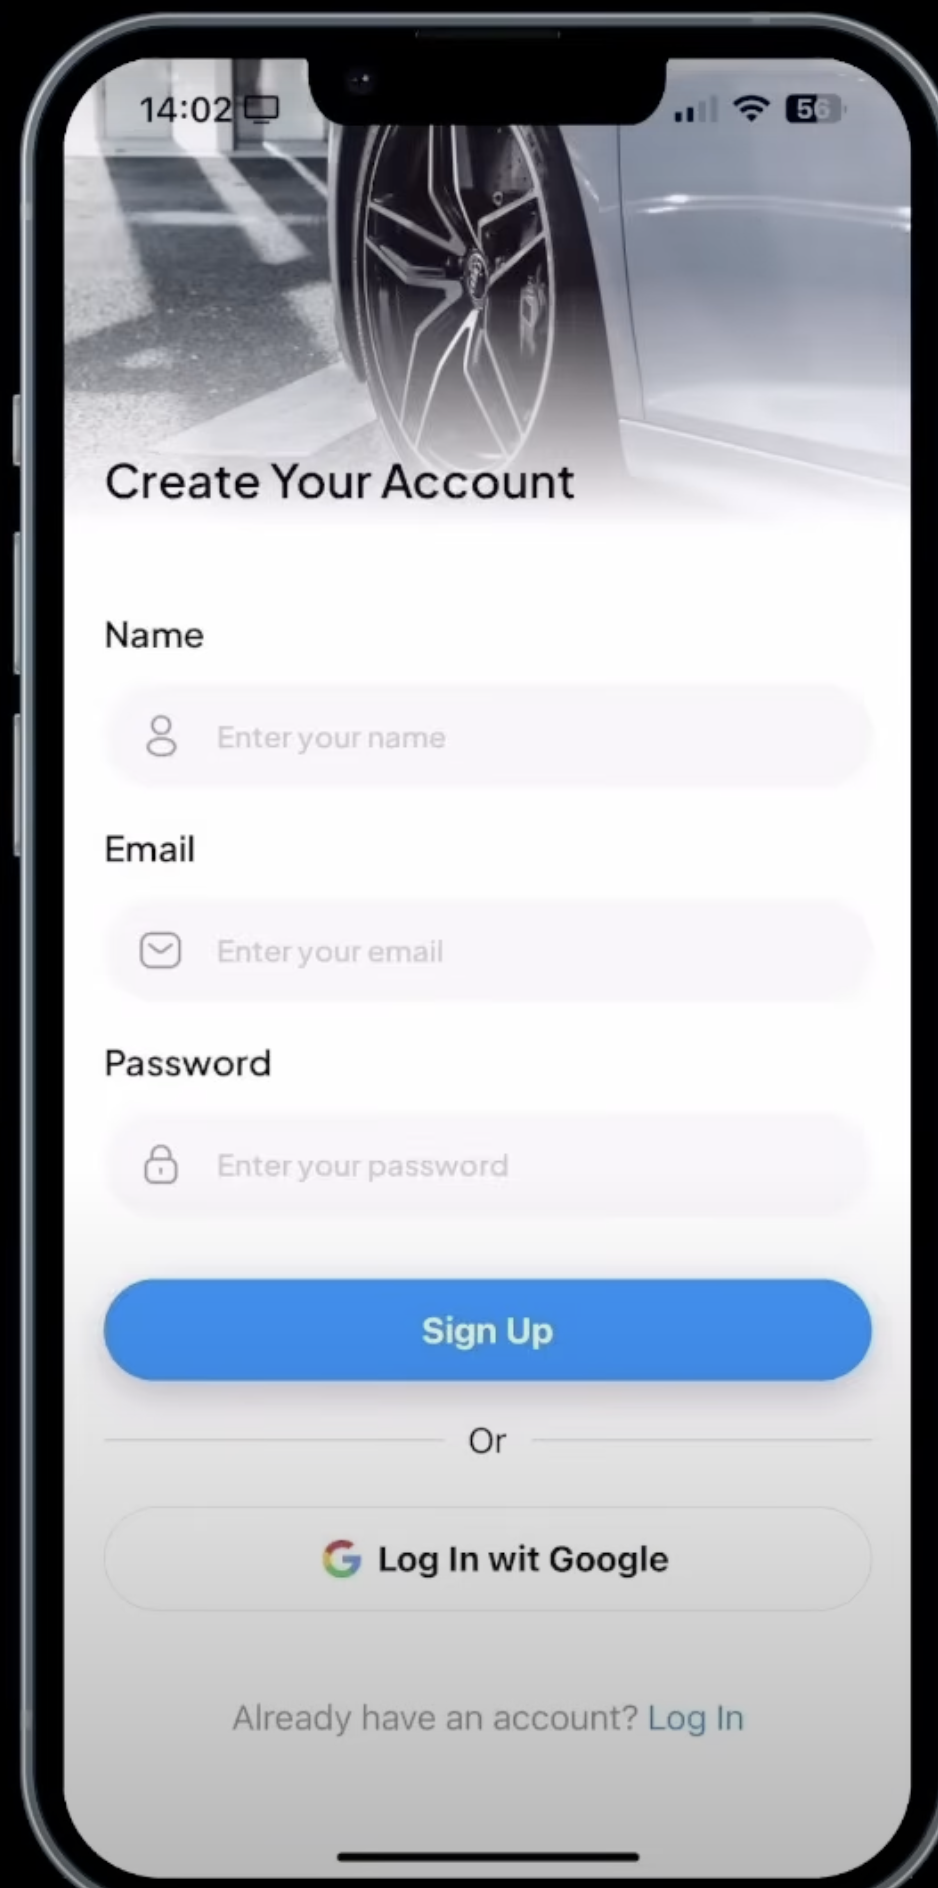 14:02
56
Create Your Account
Name
Enter your name
Email
Enter your email
Password
Enter your password
Sign Up
Or
Log In wit Google
Already have an account? Log In